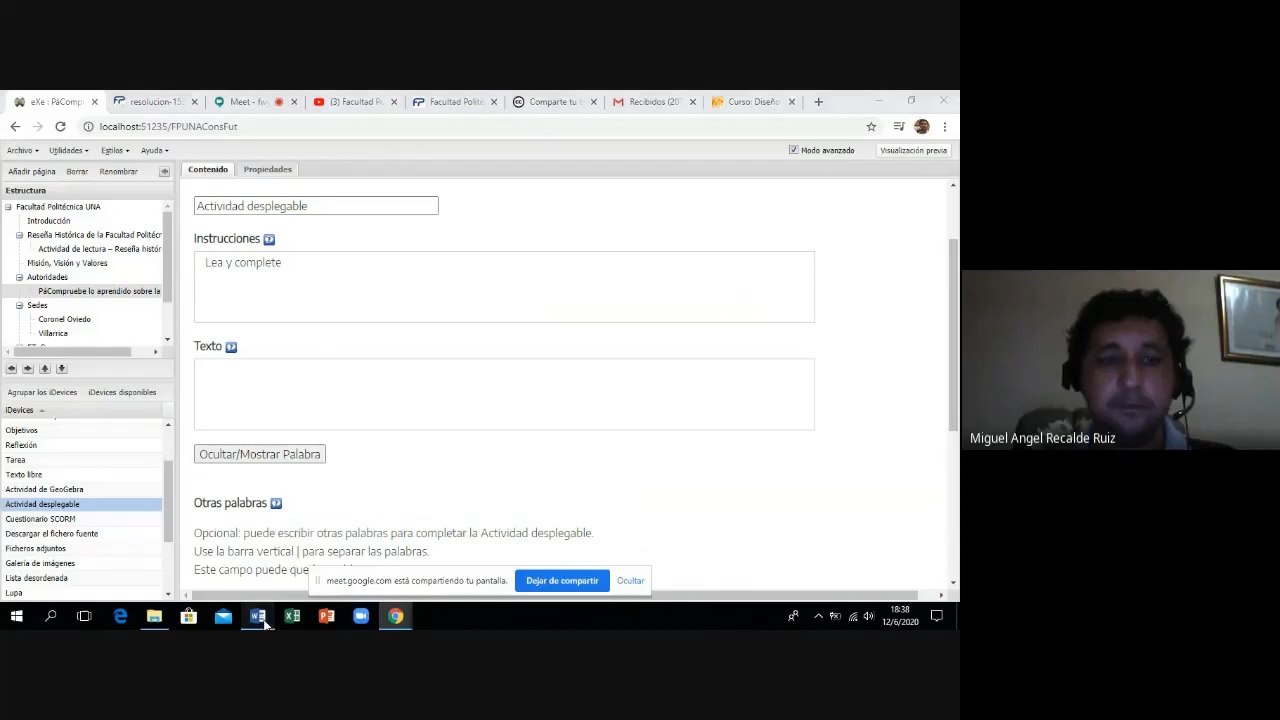 eXe : PáComp
resolucion-15
Meet - fw
(3) Facultad P
Facultad Polité
Comparte tu t
Recibidos (20
Curso: Diseño
localhost:51235/FPUNAConsFut
Archivo
Utilidades
Estilos
Ayuda
Modo avanzado
Visualización previa
Añadir página
Borrar
Renombrar
Contenido
Propiedades
Estructura
Facultad Politécnica UNA
Introducción
Reseña Histórica de la Facultad Politécr
Actividad de lectura – Reseña histór
Misión, Visión y Valores
Autoridades
PáCompruebe lo aprendido sobre la
Sedes
Coronel Oviedo
Villarrica
Agrupar los iDevices
iDevices disponibles
iDevices
Objetivos
Reflexión
Tarea
Texto libre
Actividad de GeoGebra
Actividad desplegable
Cuestionario SCORM
Descargar el fichero fuente
Ficheros adjuntos
Galería de imágenes
Lista desordenada
Lupa
Actividad desplegable
Instrucciones
Lea y complete
Texto
Ocultar/Mostrar Palabra
Otras palabras
Opcional: puede escribir otras palabras para completar la Actividad desplegable.
Use la barra vertical | para separar las palabras.
Este campo puede que
meet.google.com está compartiendo tu pantalla.
Dejar de compartir
Ocultar
18:38
12/6/2020
Miguel Angel Recalde Ruiz